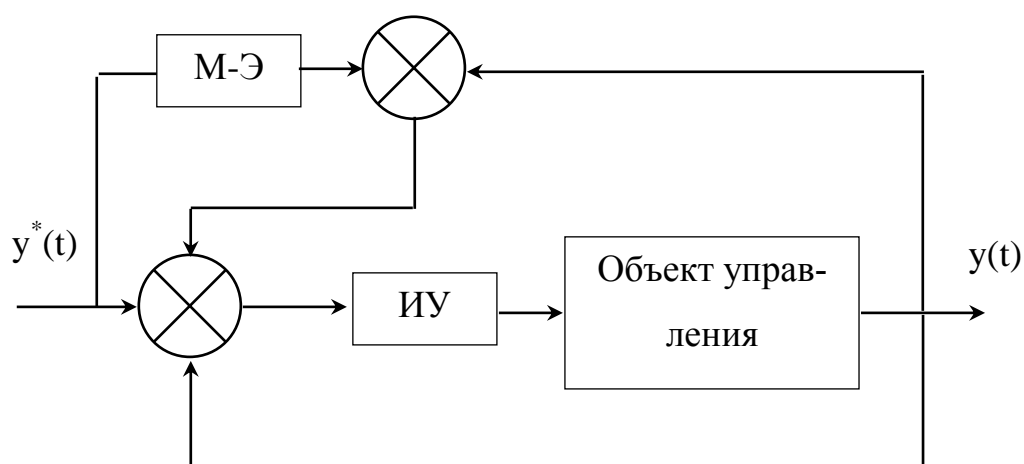 М-Э
y*(t)
ИУ
Объект управ-
ления
y(t)